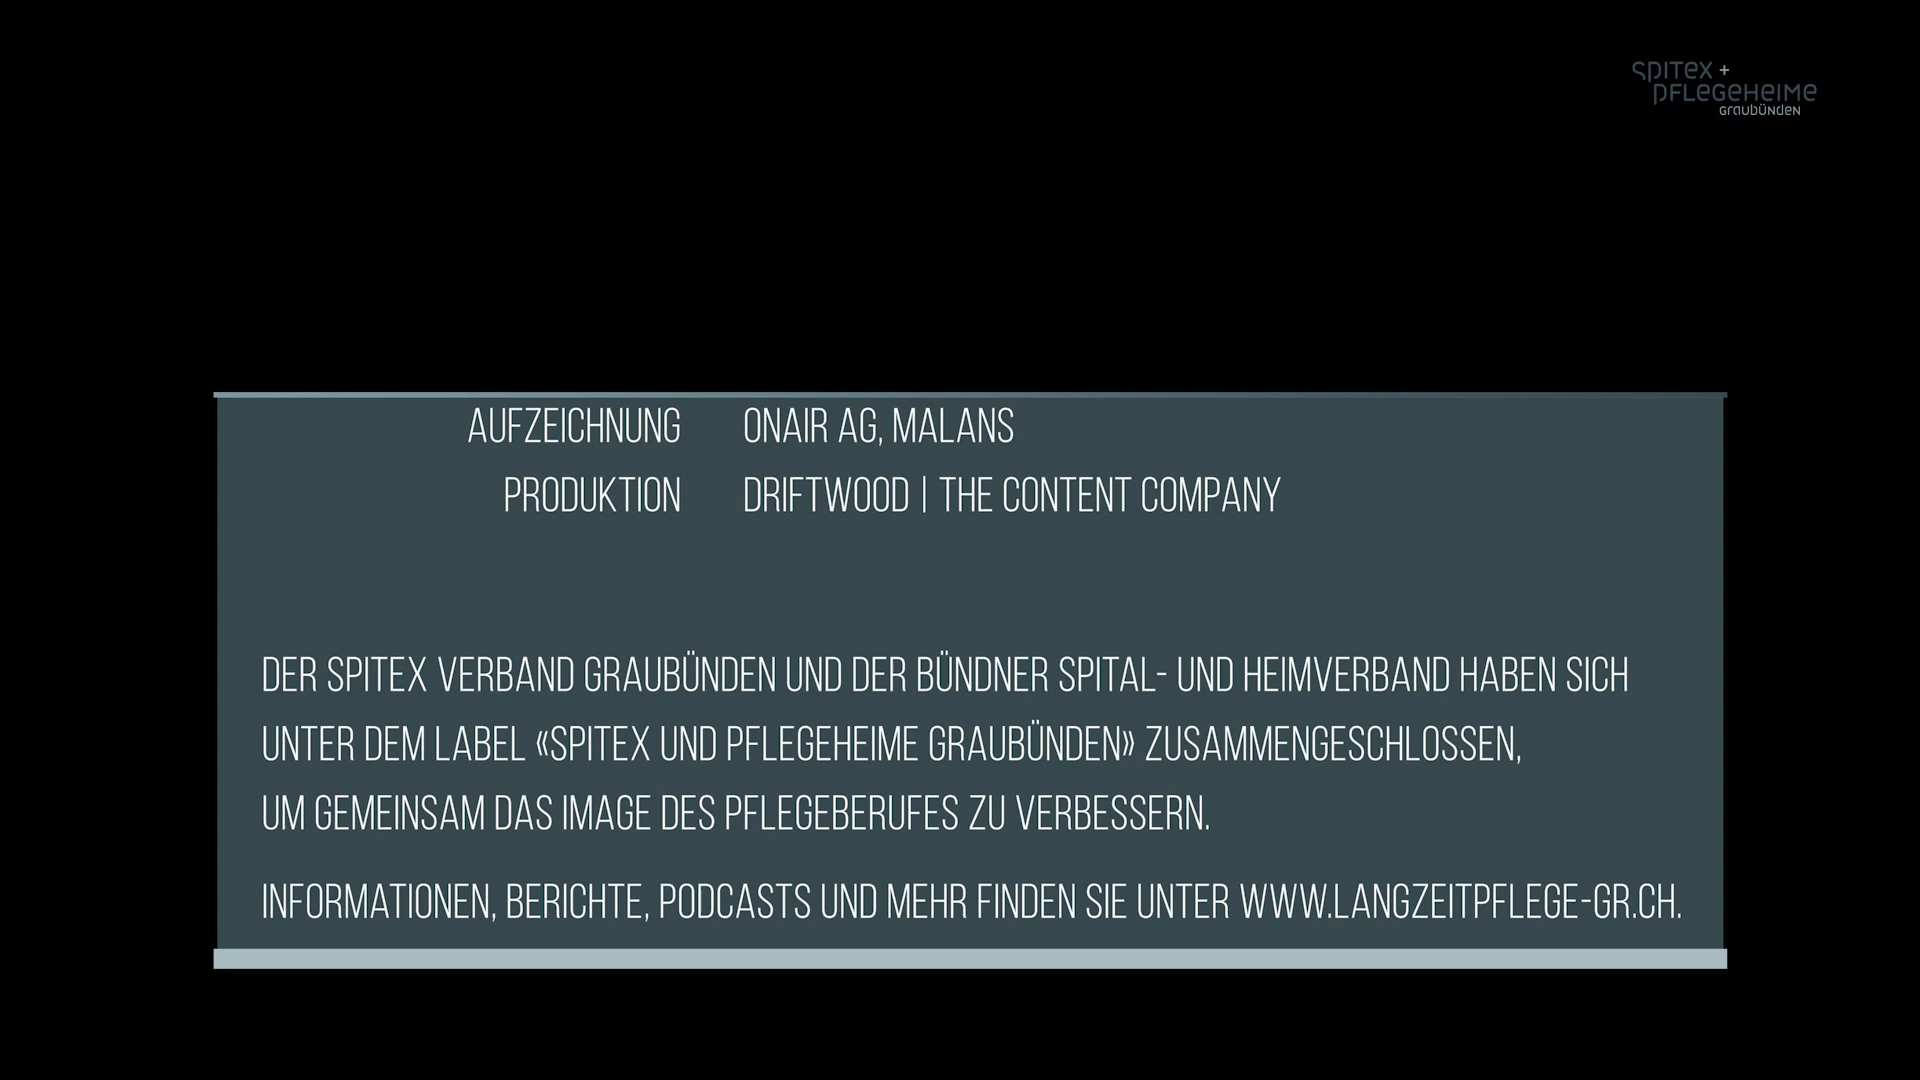 spitex +
pflegeheime
graubünden
AUFZEICHNUNG ONAIR AG, MALANS
PRODUKTION DRIFTWOOD | THE CONTENT COMPANY
DER SPITEX VERBAND GRAUBÜNDEN UND DER BÜNDNER SPITAL- UND HEIMVERBAND HABEN SICH
UNTER DEM LABEL «SPITEX UND PFLEGEHEIME GRAUBÜNDEN» ZUSAMMENGESCHLOSSEN,
UM GEMEINSAM DAS IMAGE DES PFLEGEBERUFES ZU VERBESSERN.
INFORMATIONEN, BERICHTE, PODCASTS UND MEHR FINDEN SIE UNTER WWW.LANGZEITPFLEGE-GR.CH.